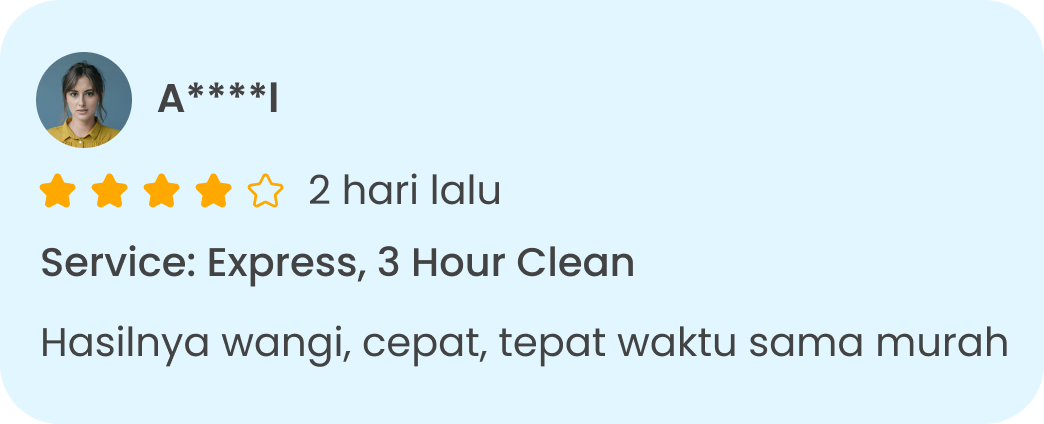 A****l
2 hari lalu
Service: Express, 3 Hour Clean
Hasilnya wangi, cepat, tepat waktu sama murah